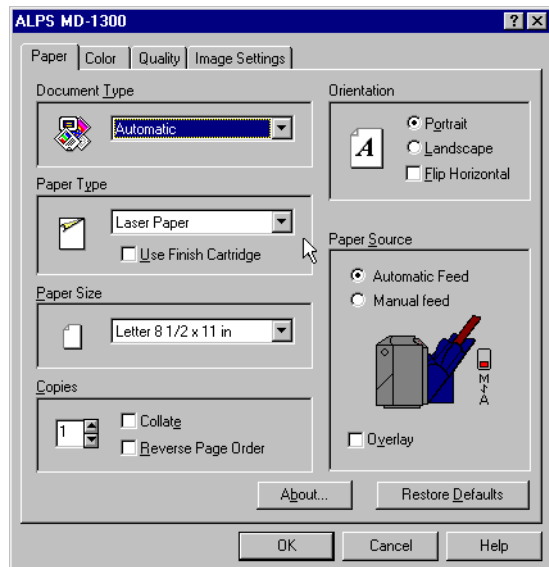 ALPS MD-1300
Paper Color Quality Image Settings
Document Type
Automatic
Paper Type
Laser Paper
Use Finish Cartridge
Paper Size
Letter 8 1/2 x 11 in
Copies
1
Collate
Reverse Page Order
Orientation
A
Portrait
Landscape
Flip Horizontal
Paper Source
Automatic Feed
Manual feed
M
A
Overlay
About... Restore Defaults
OK Cancel Help